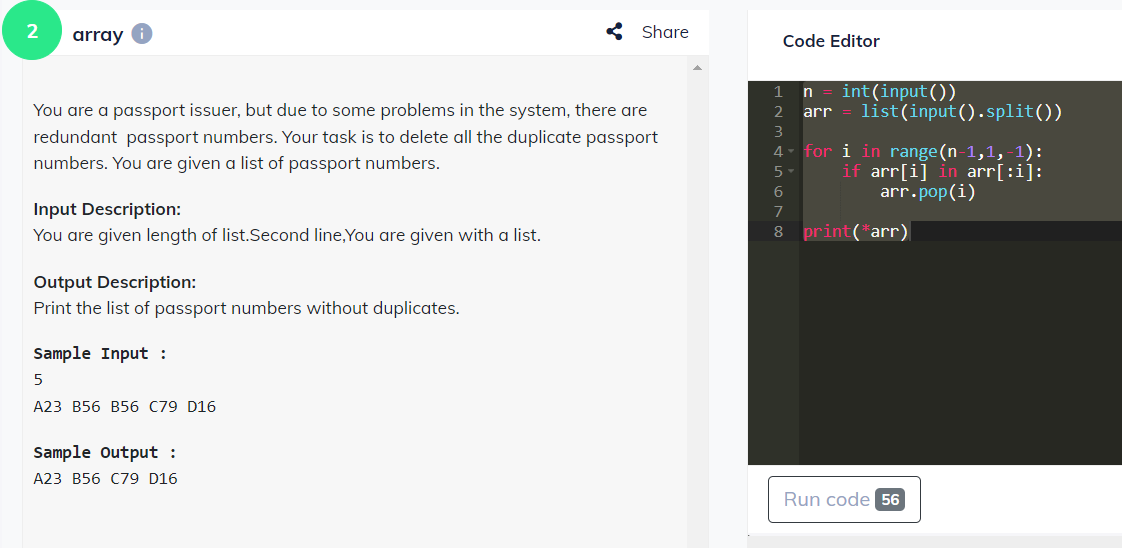 2
array i
Share
You are a passport issuer, but due to some problems in the system, there are
redundant  passport numbers. Your task is to delete all the duplicate passport
numbers. You are given a list of passport numbers.
Input Description:
You are given length of list.Second line,You are given with a list.
Output Description:
Print the list of passport numbers without duplicates.
Sample Input :
5
A23 B56 B56 C79 D16
Sample Output :
A23 B56 C79 D16
Code Editor
1 n = int(input())
2 arr = list(input().split())
3
4 for i in range(n-1,1,-1):
5     if arr[i] in arr[:i]:
6         arr.pop(i)
7
8 print(*arr)
Run code 56